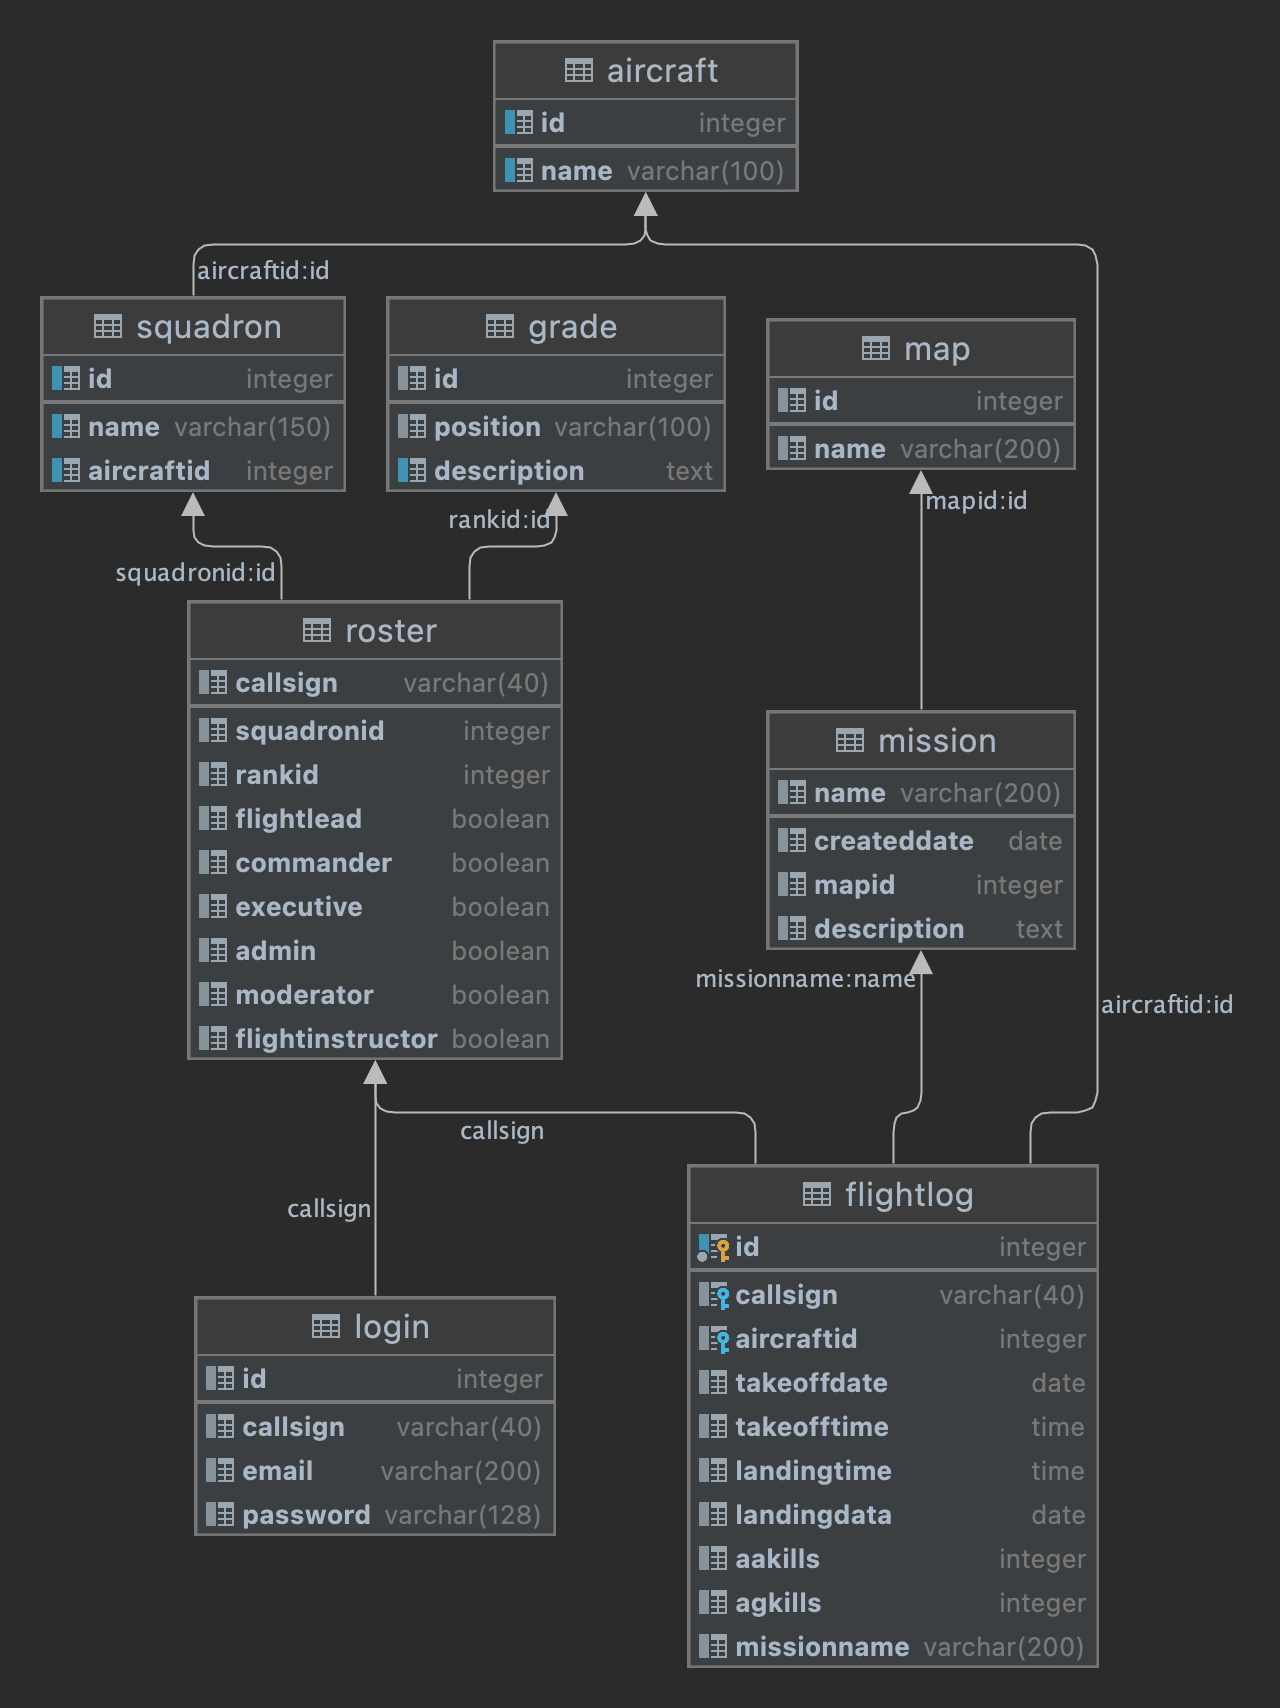 aircraft
id integer
name varchar(100)
aircraftid:id
squadron
id integer
name varchar(150)
aircraftid integer
grade
id integer
position varchar(100)
description text
map
id integer
name varchar(200)
mapid:id
rankid:id
squadronid:id
roster
callsign varchar(40)
squadronid integer
rankid integer
flightlead boolean
commander boolean
executive boolean
admin boolean
moderator boolean
flightinstructor boolean
mission
name varchar(200)
createddate date
mapid integer
description text
missionname:name
aircraftid:id
callsign
callsign
flightlog
id integer
callsign varchar(40)
aircraftid integer
takeoffdate date
takeofftime time
landingtime time
landingdata date
aakills integer
agkills integer
missionname varchar(200)
login
id integer
callsign varchar(40)
email varchar(200)
password varchar(128)